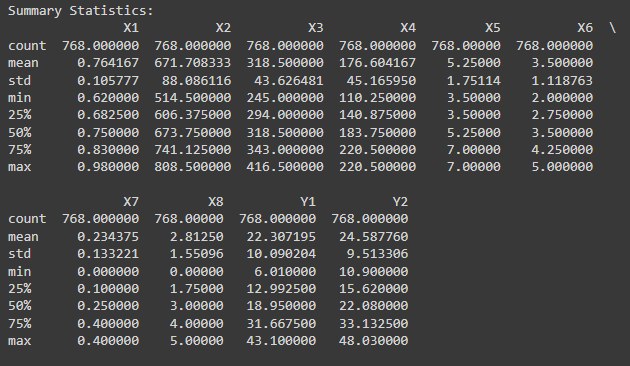 Summary Statistics:
               X1          X2          X3          X4         X5          X6  \
count  768.000000  768.000000  768.000000  768.000000  768.00000  768.000000
mean     0.764167  671.708333  318.500000  176.604167    5.25000    3.500000
std      0.105777   88.086116   43.626481   45.165950    1.75114    1.118763
min      0.620000  514.500000  245.000000  110.250000    3.50000    2.000000
25%      0.682500  606.375000  294.000000  140.875000    3.50000    2.750000
50%      0.750000  673.750000  318.500000  183.750000    5.25000    3.500000
75%      0.830000  741.125000  343.000000  220.500000    7.00000    4.250000
max      0.980000  808.500000  416.500000  220.500000    7.00000    5.000000

               X7         X8          Y1          Y2
count  768.000000  768.00000  768.000000  768.000000
mean     0.234375    2.81250   22.307195   24.587760
std      0.133221    1.55096   10.090204    9.513306
min      0.000000    0.00000    6.010000   10.900000
25%      0.100000    1.75000   12.992500   15.620000
50%      0.250000    3.00000   18.950000   22.080000
75%      0.400000    4.00000   31.667500   33.132500
max      0.400000    5.00000   43.100000   48.030000